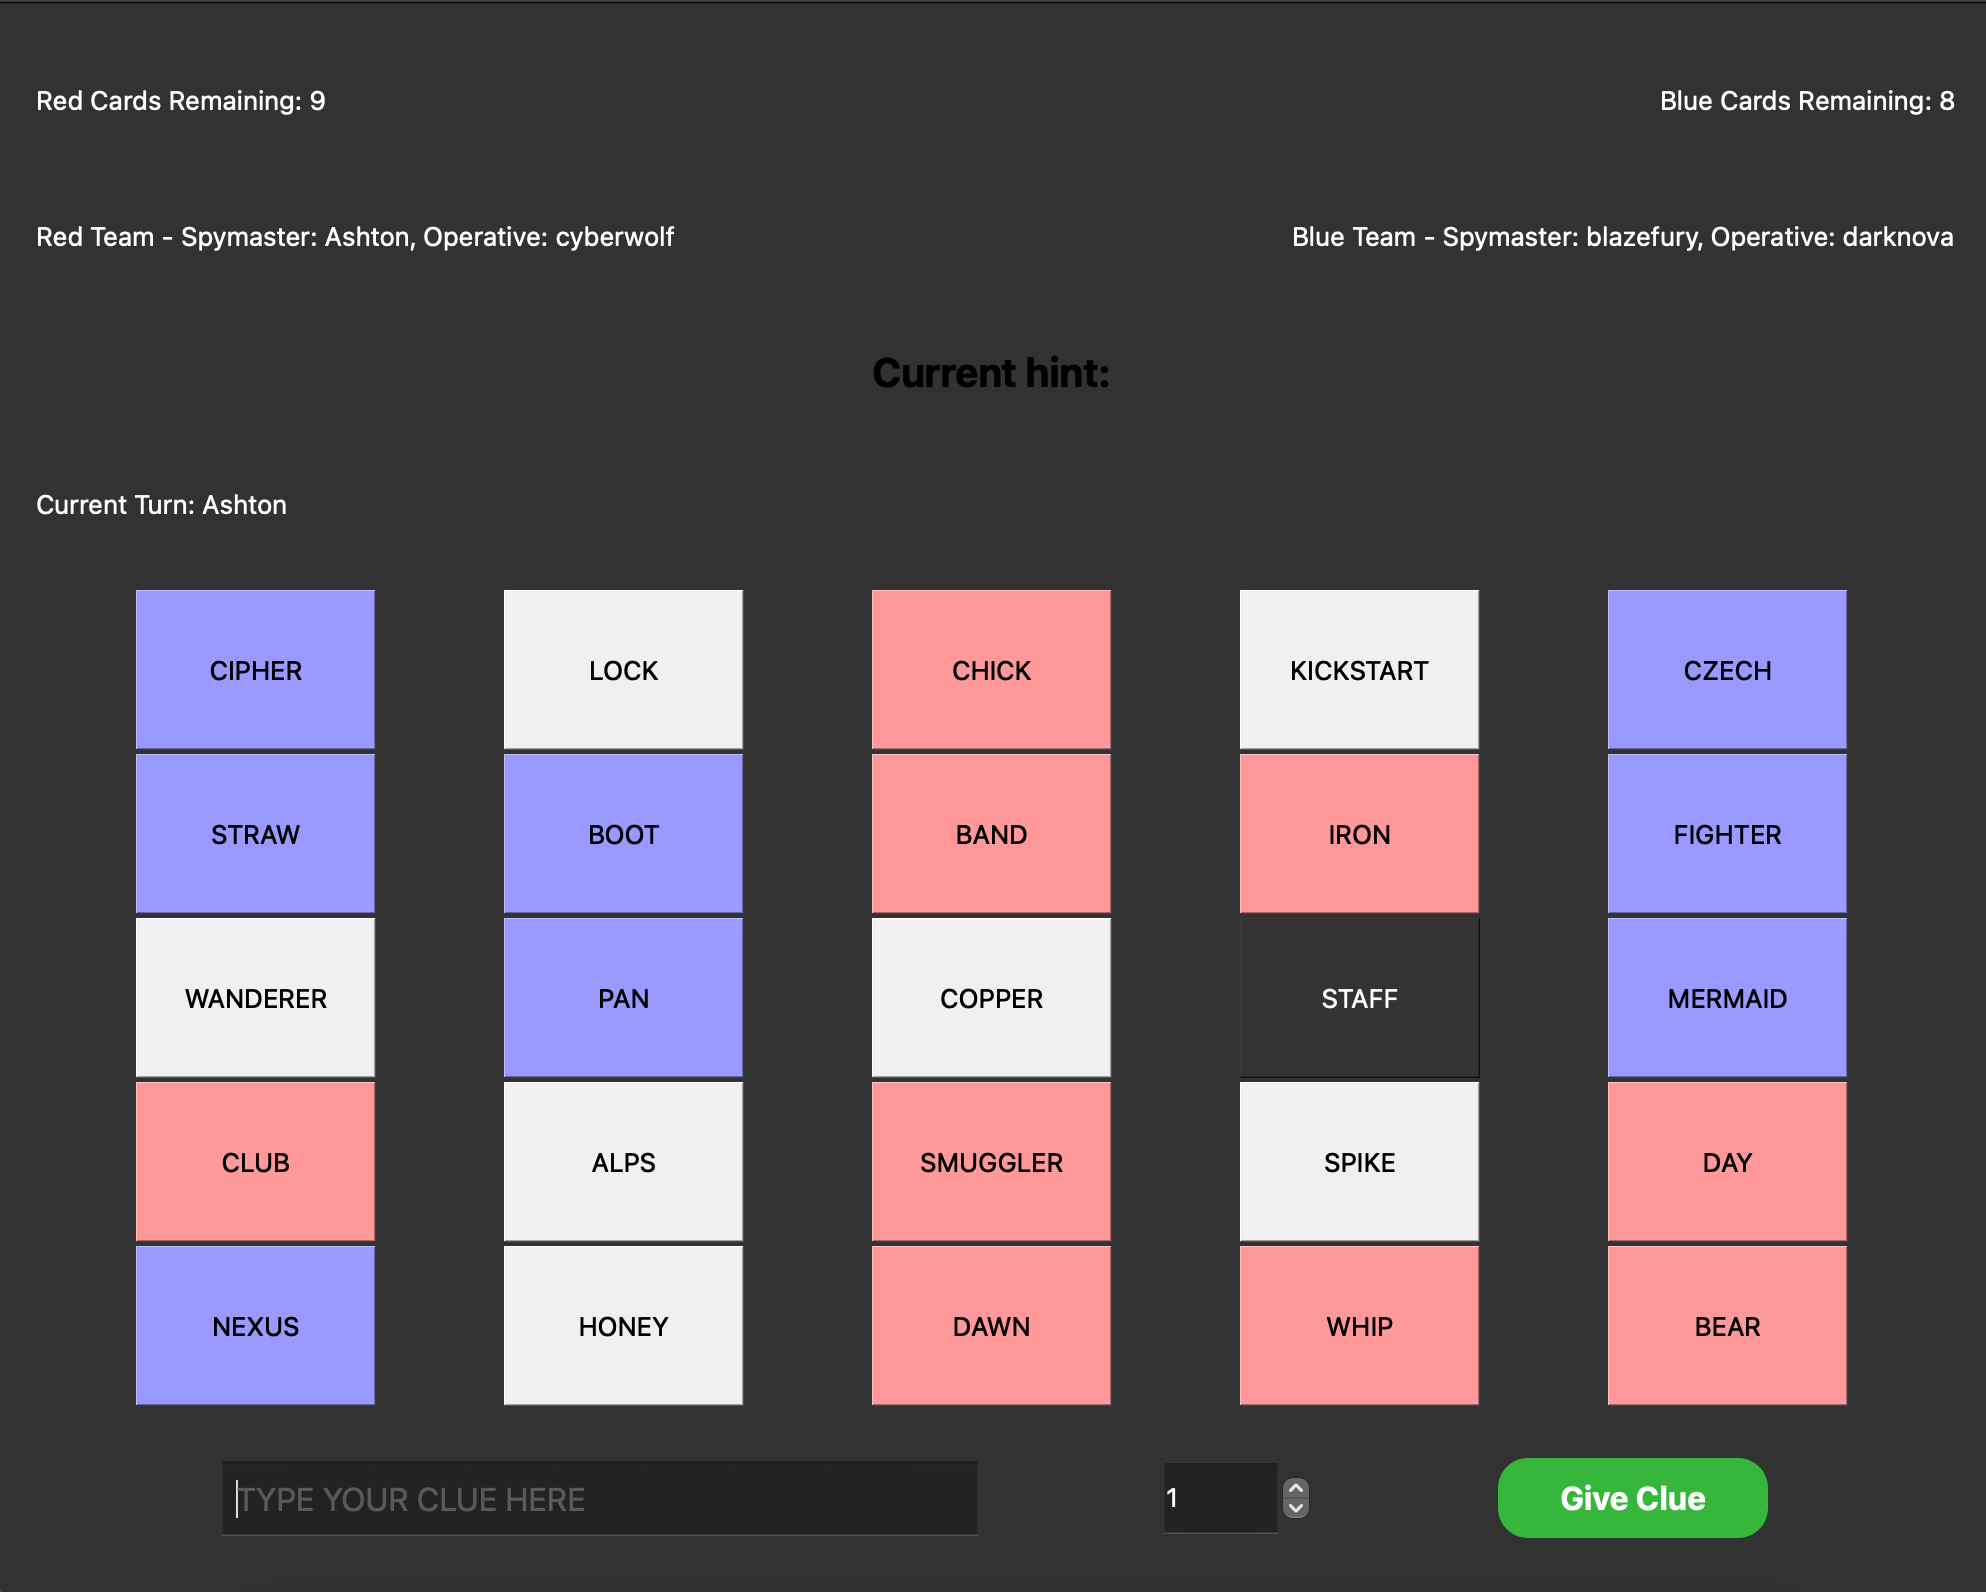 Red Cards Remaining: 9
Blue Cards Remaining: 8
Red Team - Spymaster: Ashton, Operative: cyberwolf
Blue Team - Spymaster: blazefury, Operative: darknova
Current hint:
Current Turn: Ashton
CIPHER
LOCK
CHICK
KICKSTART
CZECH
STRAW
BOOT
BAND
IRON
FIGHTER
WANDERER
PAN
COPPER
STAFF
MERMAID
CLUB
ALPS
SMUGGLER
SPIKE
DAY
NEXUS
HONEY
DAWN
WHIP
BEAR
TYPE YOUR CLUE HERE
1
Give Clue